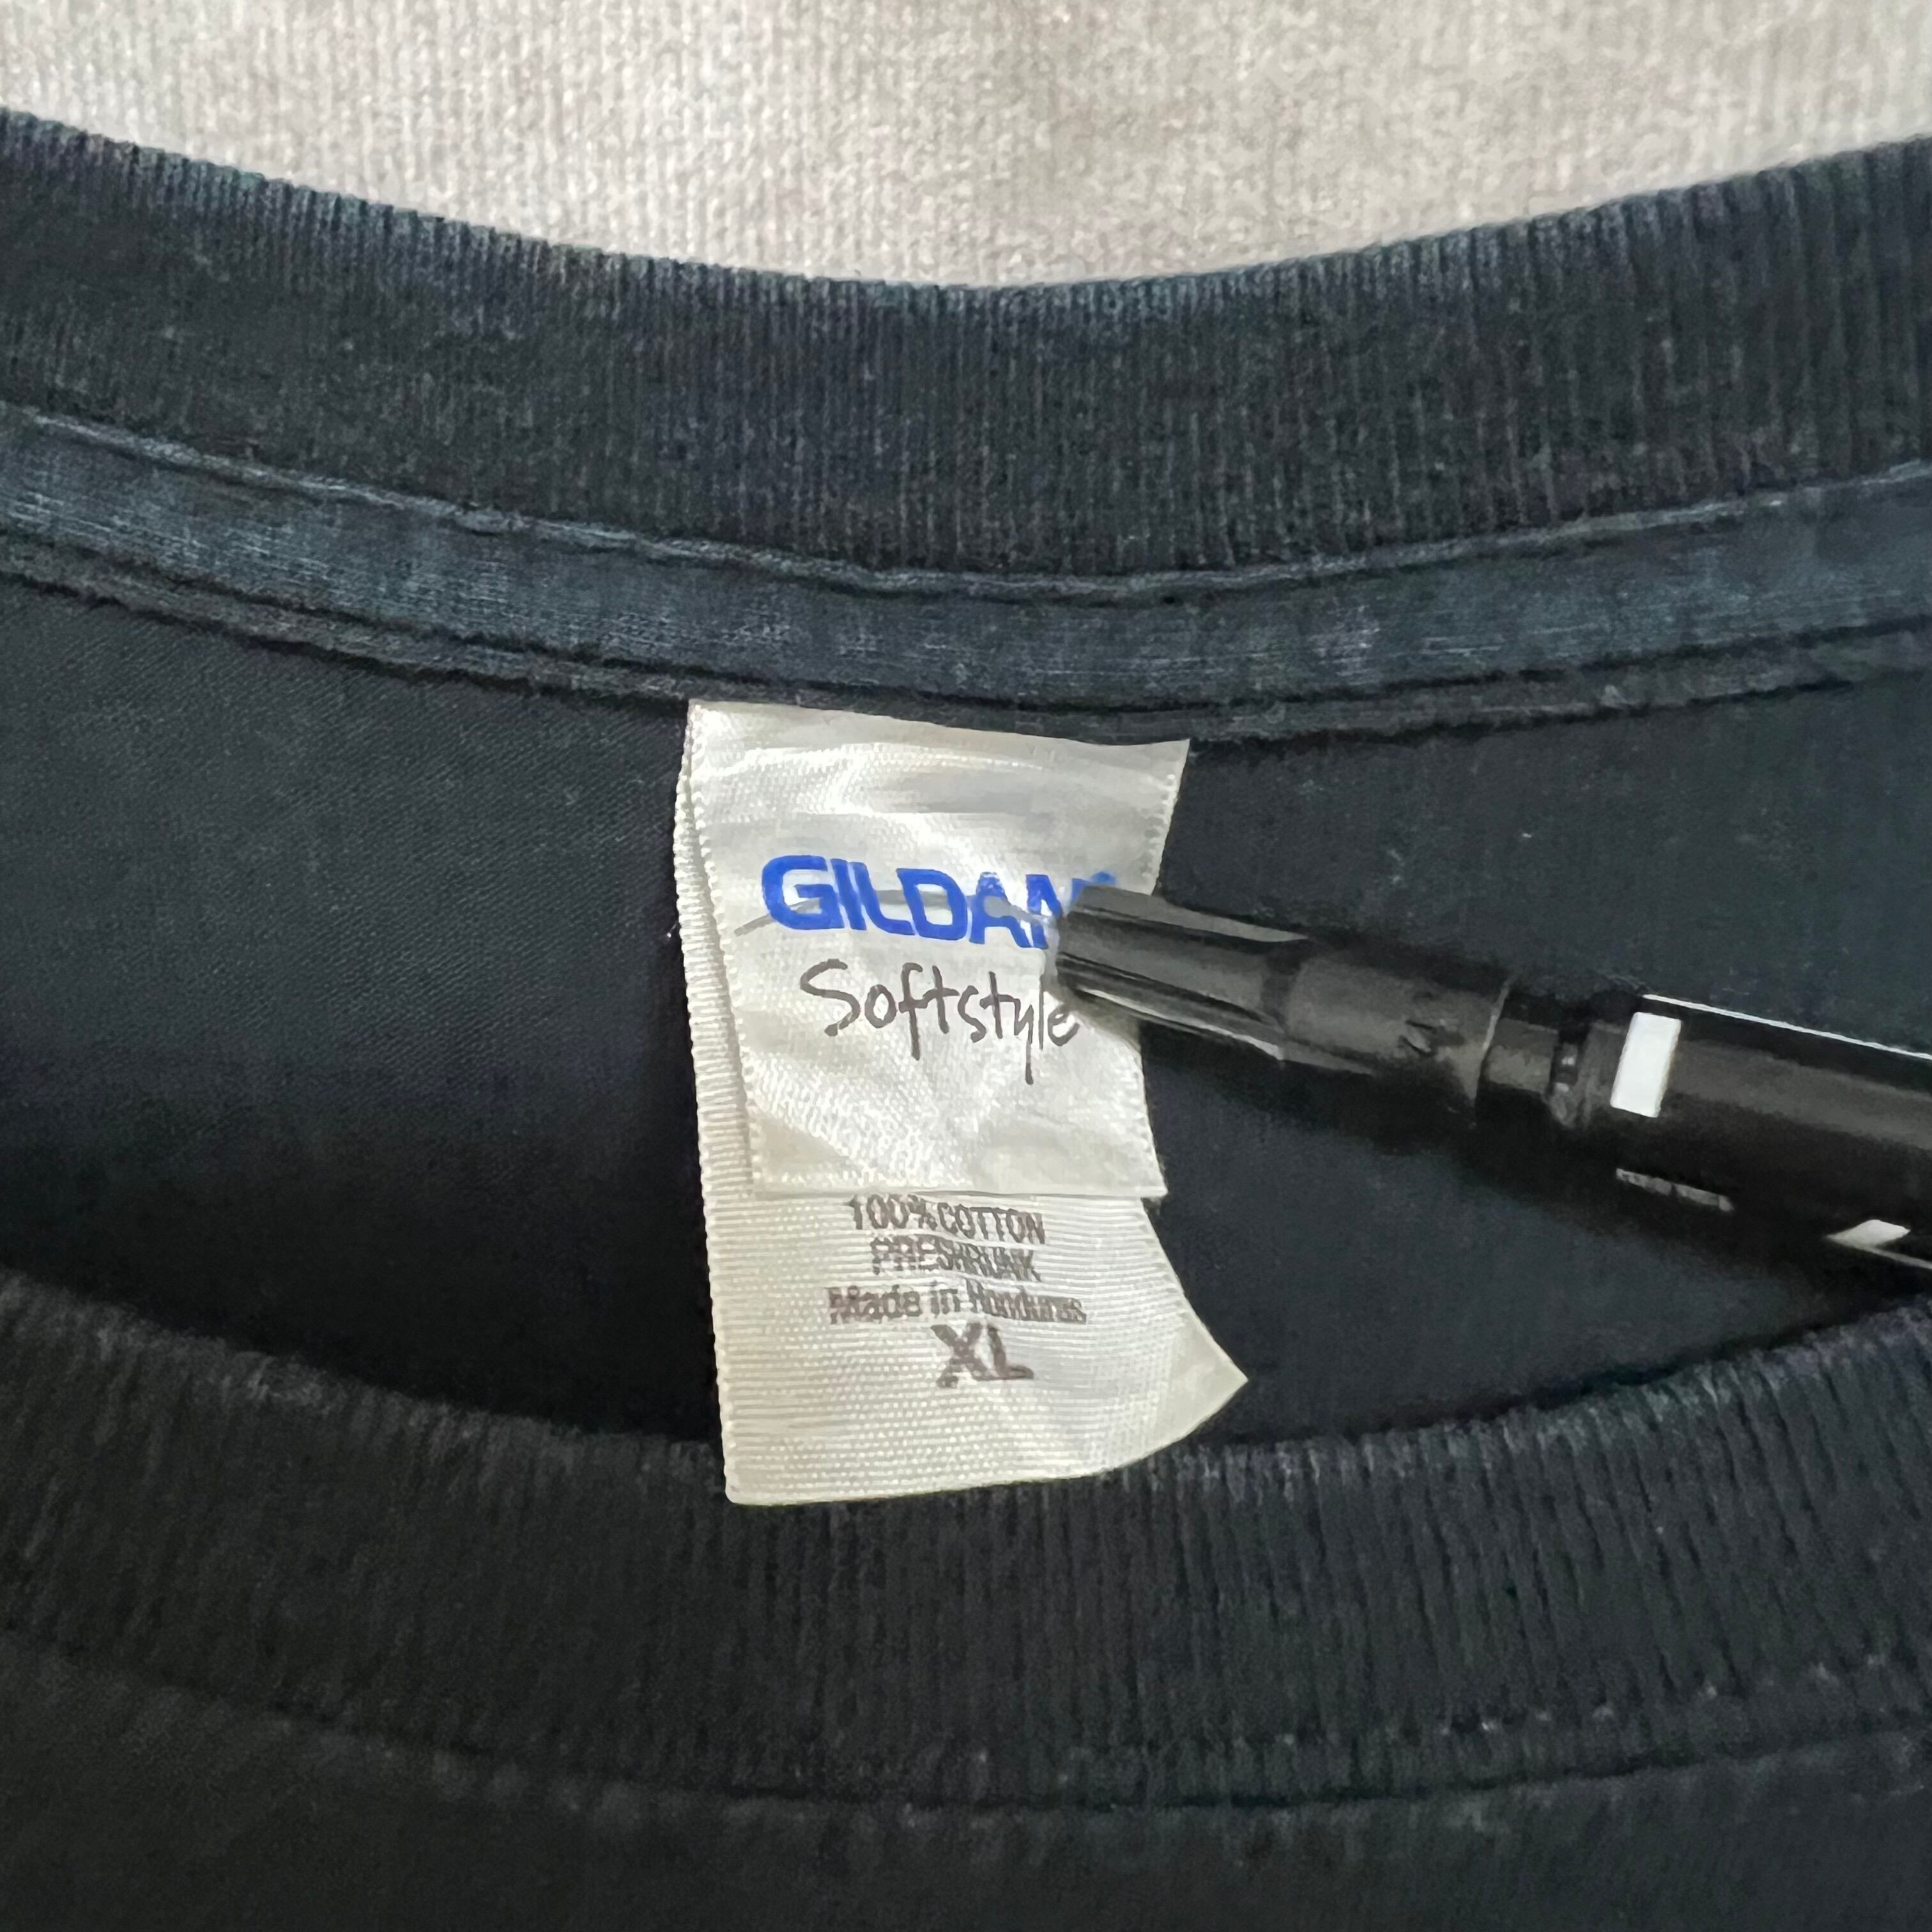 GILDAN
Softstyle
100% COTTON
PRESHRUNK
Made in Honduras
XL